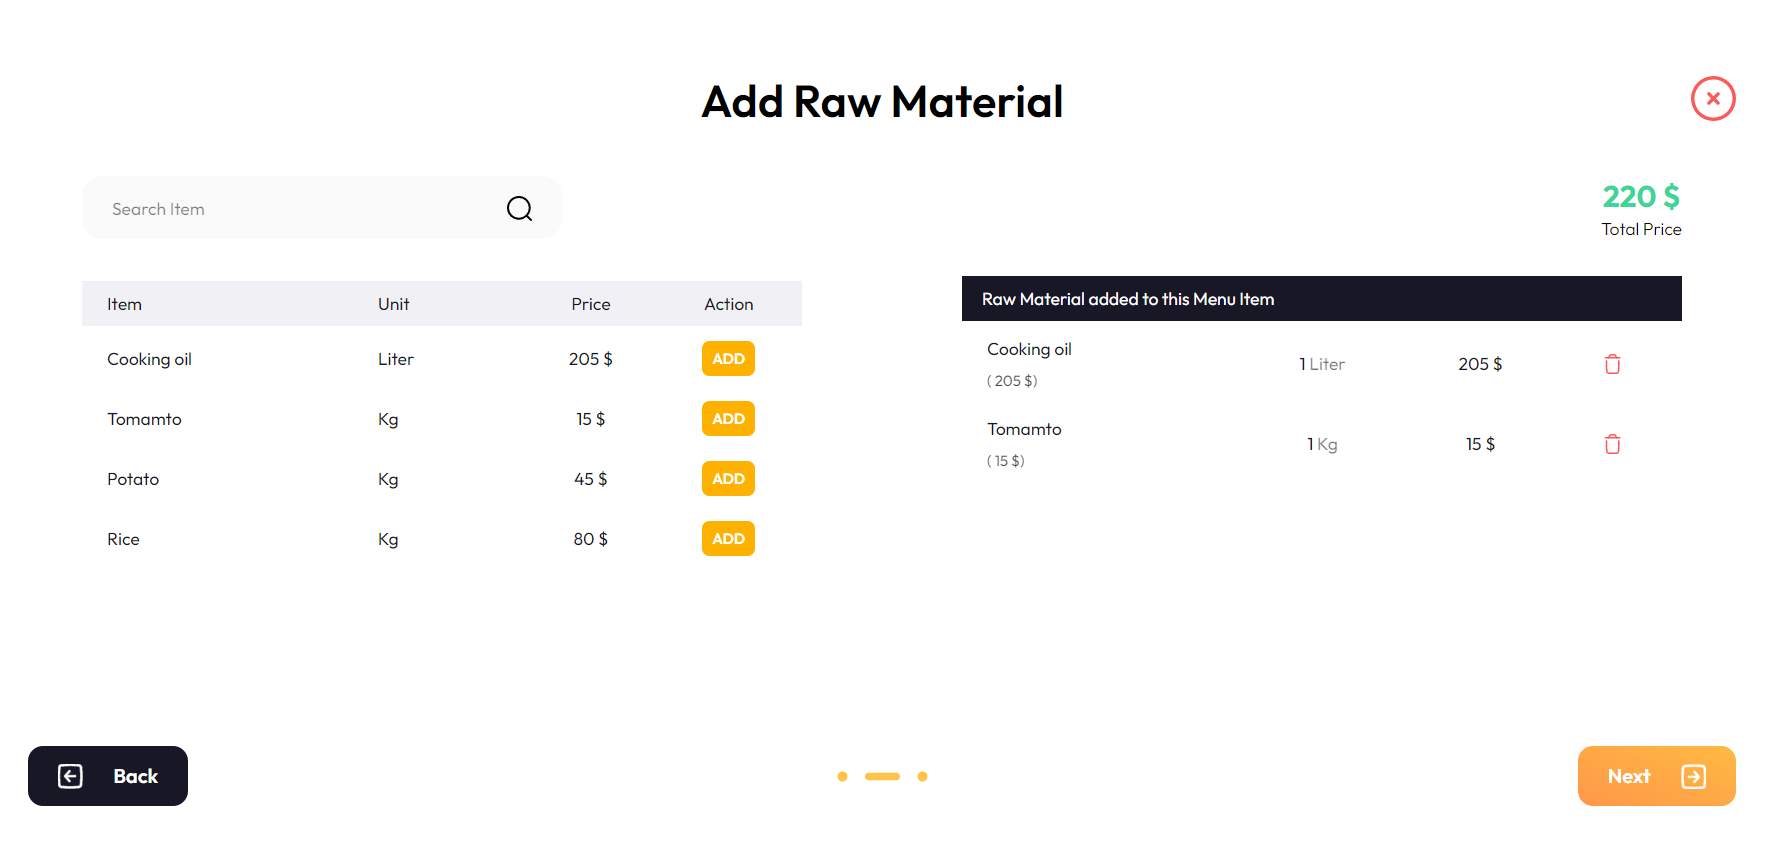 Add Raw Material
Search Item
220 $
Total Price
Item Unit Price Action
Cooking oil Liter 205 $ ADD
Tomamto Kg 15 $ ADD
Potato Kg 45 $ ADD
Rice Kg 80 $ ADD
Raw Material added to this Menu Item
Cooking oil 1 Liter 205 $
( 205 $)
Tomamto 1 Kg 15 $
( 15 $)
Back
Next